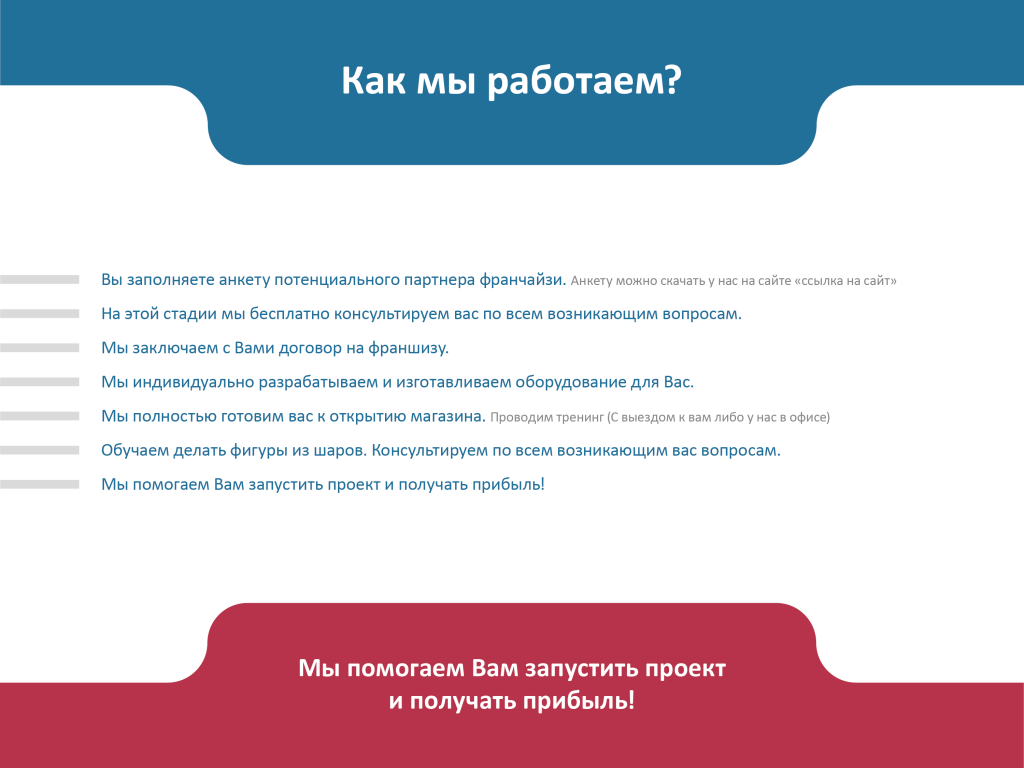 Как мы работаем?
Вы заполняете анкету потенциального партнера франчайзи. Анкету можно скачать у нас на сайте «ссылка на сайт»
На этой стадии мы бесплатно консультируем вас по всем возникающим вопросам.
Мы заключаем с Вами договор на франшизу.
Мы индивидуально разрабатываем и изготавливаем оборудование для Вас.
Мы полностью готовим вас к открытию магазина. Проводим тренинг (С выездом к вам либо у нас в офисе)
Обучаем делать фигуры из шаров. Консультируем по всем возникающим вас вопросам.
Мы помогаем Вам запустить проект и получать прибыль!
Мы помогаем Вам запустить проект
и получать прибыль!